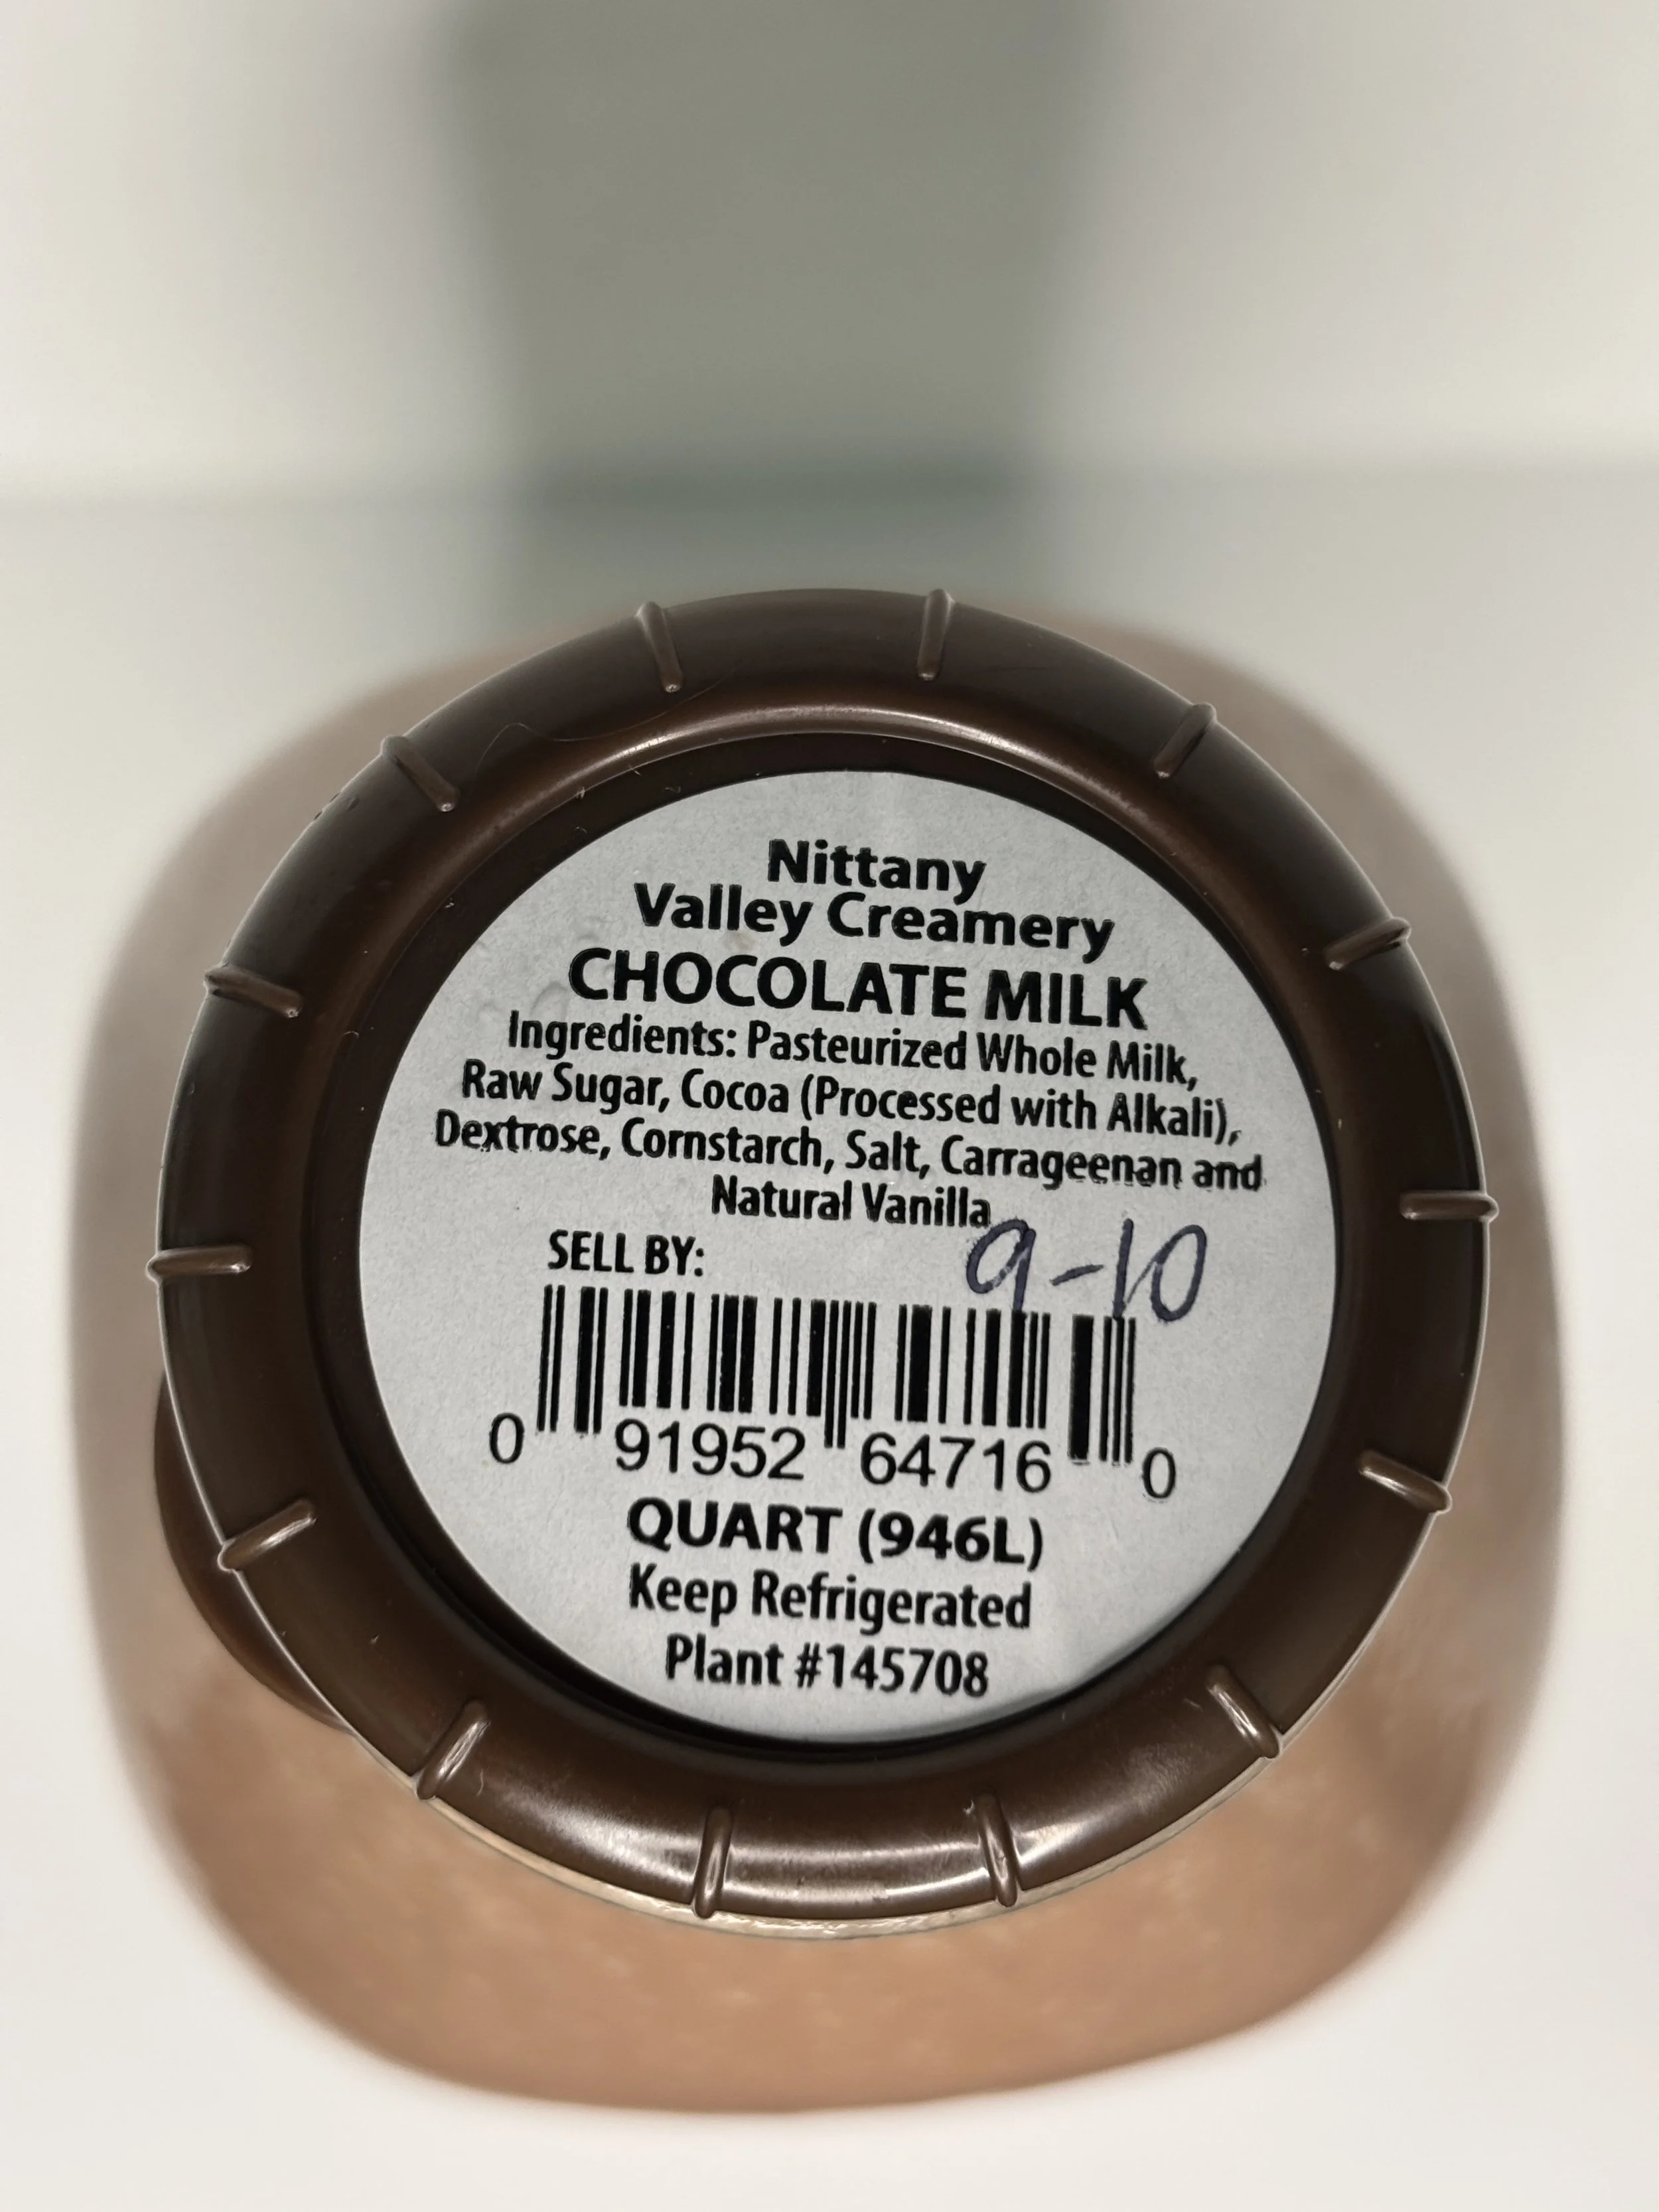 Nittany
Valley Creamery
CHOCOLATE MILK
Ingredients: Pasteurized Whole Milk,
Raw Sugar, Cocoa (Processed with Alkali),
Dextrose, Cornstarch, Salt, Carrageenan and
Natural Vanilla
SELL BY: 9-10
0 91952 64716 0
QUART (946L)
Keep Refrigerated
Plant #145708